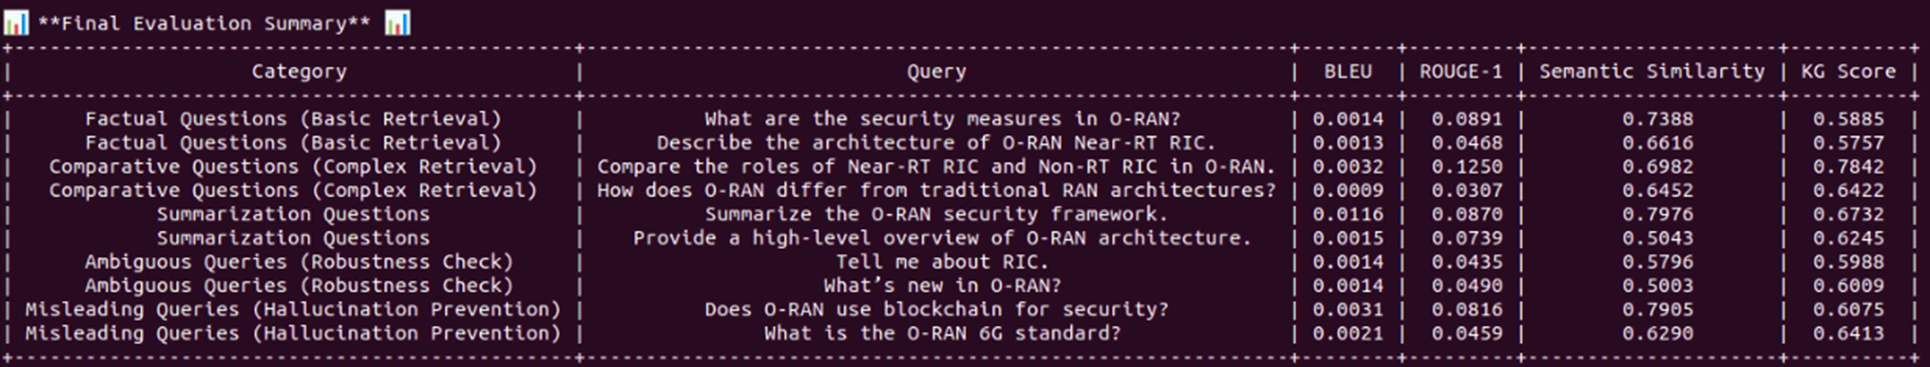 📊 **Final Evaluation Summary** 📊
+-----------------------------------------------+-----------------------------------------------------------+--------+---------+---------------------+----------+
| Category | Query | BLEU | ROUGE-1 | Semantic Similarity | KG Score |
+-----------------------------------------------+-----------------------------------------------------------+--------+---------+---------------------+----------+
| Factual Questions (Basic Retrieval) | What are the security measures in O-RAN? | 0.0014 | 0.0891 | 0.7388 | 0.5885 |
| Factual Questions (Basic Retrieval) | Describe the architecture of O-RAN Near-RT RIC. | 0.0013 | 0.0468 | 0.6616 | 0.5757 |
| Comparative Questions (Complex Retrieval) | Compare the roles of Near-RT RIC and Non-RT RIC in O-RAN. | 0.0032 | 0.1250 | 0.6982 | 0.7842 |
| Comparative Questions (Complex Retrieval) | How does O-RAN differ from traditional RAN architectures? | 0.0009 | 0.0307 | 0.6452 | 0.6422 |
| Summarization Questions | Summarize the O-RAN security framework. | 0.0116 | 0.0870 | 0.7976 | 0.6732 |
| Summarization Questions | Provide a high-level overview of O-RAN architecture. | 0.0015 | 0.0739 | 0.5043 | 0.6245 |
| Ambiguous Queries (Robustness Check) | Tell me about RIC. | 0.0014 | 0.0435 | 0.5796 | 0.5988 |
| Ambiguous Queries (Robustness Check) | What’s new in O-RAN? | 0.0014 | 0.0490 | 0.5003 | 0.6009 |
| Misleading Queries (Hallucination Prevention) | Does O-RAN use blockchain for security? | 0.0031 | 0.0816 | 0.7905 | 0.6075 |
| Misleading Queries (Hallucination Prevention) | What is the O-RAN 6G standard? | 0.0021 | 0.0459 | 0.6290 | 0.6413 |
+-----------------------------------------------+-----------------------------------------------------------+--------+---------+---------------------+----------+